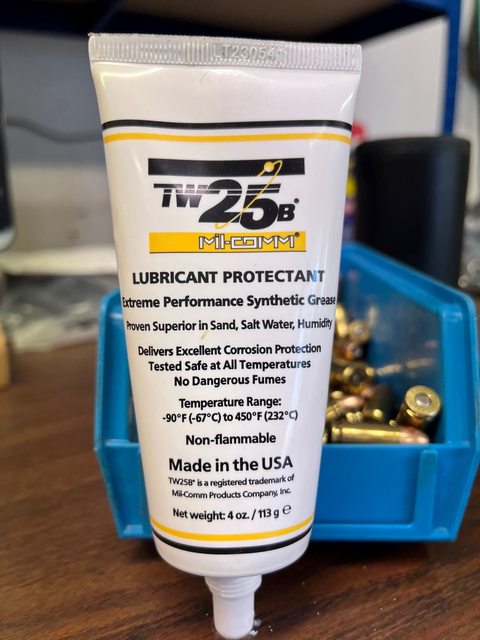 LT230541
TW25B®
MIL-COMM®
LUBRICANT PROTECTANT
Extreme Performance Synthetic Grease
Proven Superior in Sand, Salt Water, Humidity
Delivers Excellent Corrosion Protection
Tested Safe at All Temperatures
No Dangerous Fumes
Temperature Range:
-90°F (-67°C) to 450°F (232°C)
Non-flammable
Made in the USA
TW25B® is a registered trademark of
Mil-Comm Products Company, Inc.
Net weight: 4 oz. / 113 g ℮